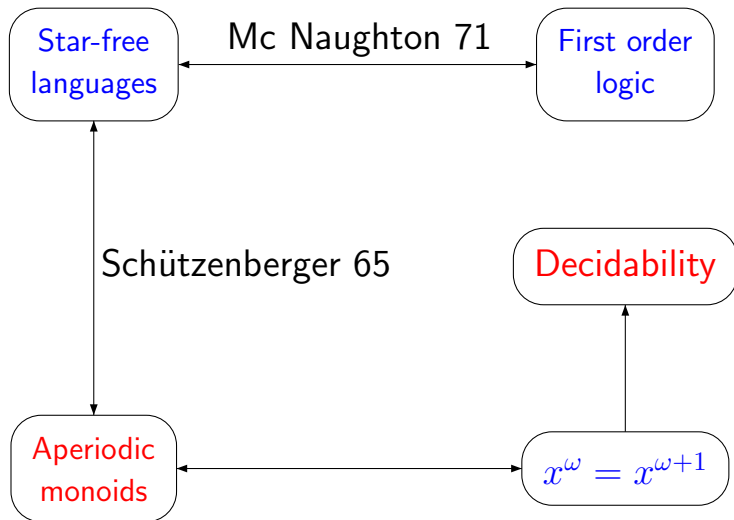 Star-free
languages
Mc Naughton 71
First order
logic
Schützenberger 65
Decidability
Aperiodic
monoids
x^ω = x^{ω+1}